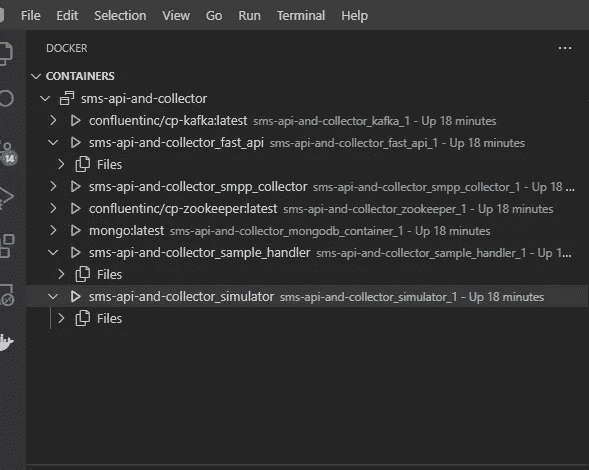 File Edit Selection View Go Run Terminal Help
DOCKER ...
CONTAINERS
sms-api-and-collector
confluentinc/cp-kafka:latest sms-api-and-collector_kafka_1 - Up 18 minutes
sms-api-and-collector_fast_api sms-api-and-collector_fast_api_1 - Up 18 minutes
Files
sms-api-and-collector_smpp_collector sms-api-and-collector_smpp_collector_1 - Up 18 ...
confluentinc/cp-zookeeper:latest sms-api-and-collector_zookeeper_1 - Up 18 minutes
mongo:latest sms-api-and-collector_mongodb_container_1 - Up 18 minutes
14
sms-api-and-collector_sample_handler sms-api-and-collector_sample_handler_1 - Up 1...
Files
sms-api-and-collector_simulator sms-api-and-collector_simulator_1 - Up 18 minutes
Files